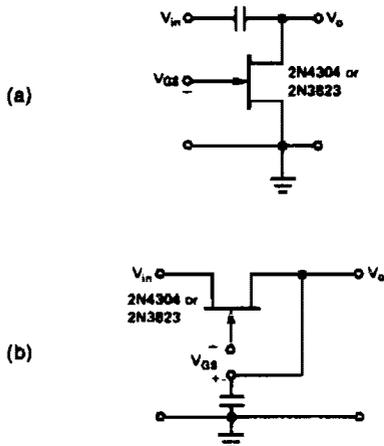 V_in V_o
(a) V_GS 2N4304 or
− 2N3823
V_in V_o
2N4304 or
2N3823
(b) −
V_GS
+